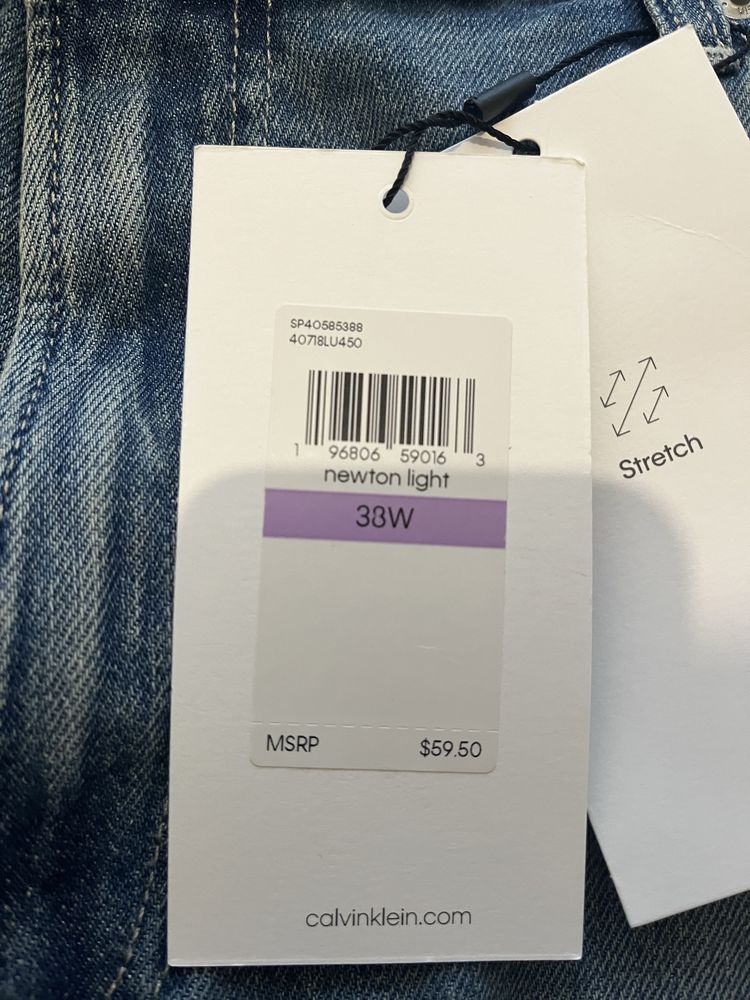 SP40585388
40718LU450
1 96806 59016 3
newton light
38W
MSRP $59.50
calvinklein.com
Stretch